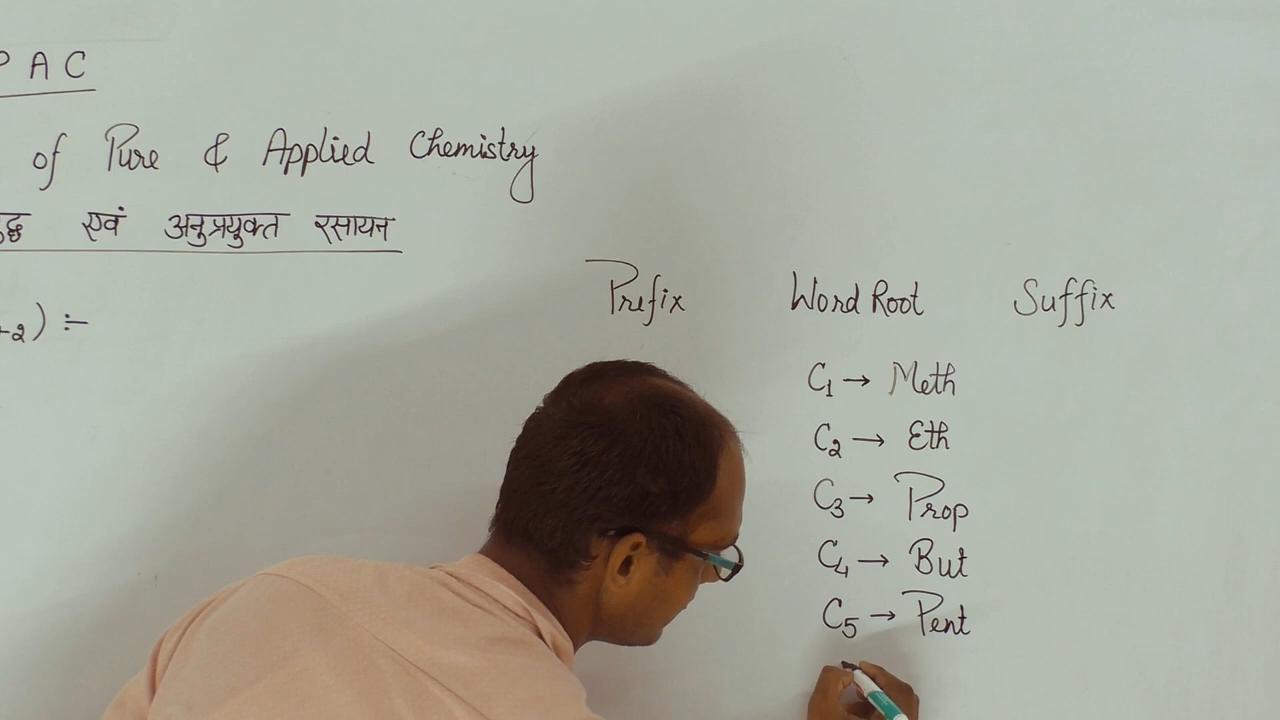 P A C
of Pure & Applied Chemistry
एवं अनुप्रयुक्त रसायन
+2) :-
Prefix Word Root Suffix
C₁ → Meth
C₂ → Eth
C₃ → Prop
C₄ → But
C₅ → Pent